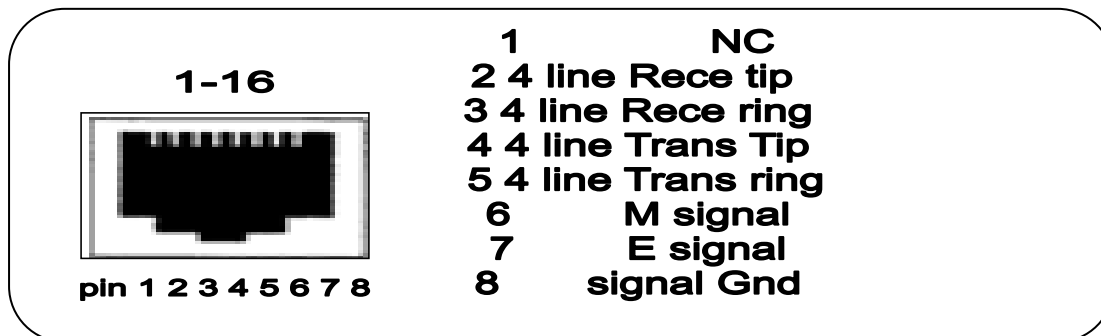 1-16
pin 1 2 3 4 5 6 7 8
1 NC
2 4 line Rece tip
3 4 line Rece ring
4 4 line Trans Tip
5 4 line Trans ring
6 M signal
7 E signal
8 signal Gnd